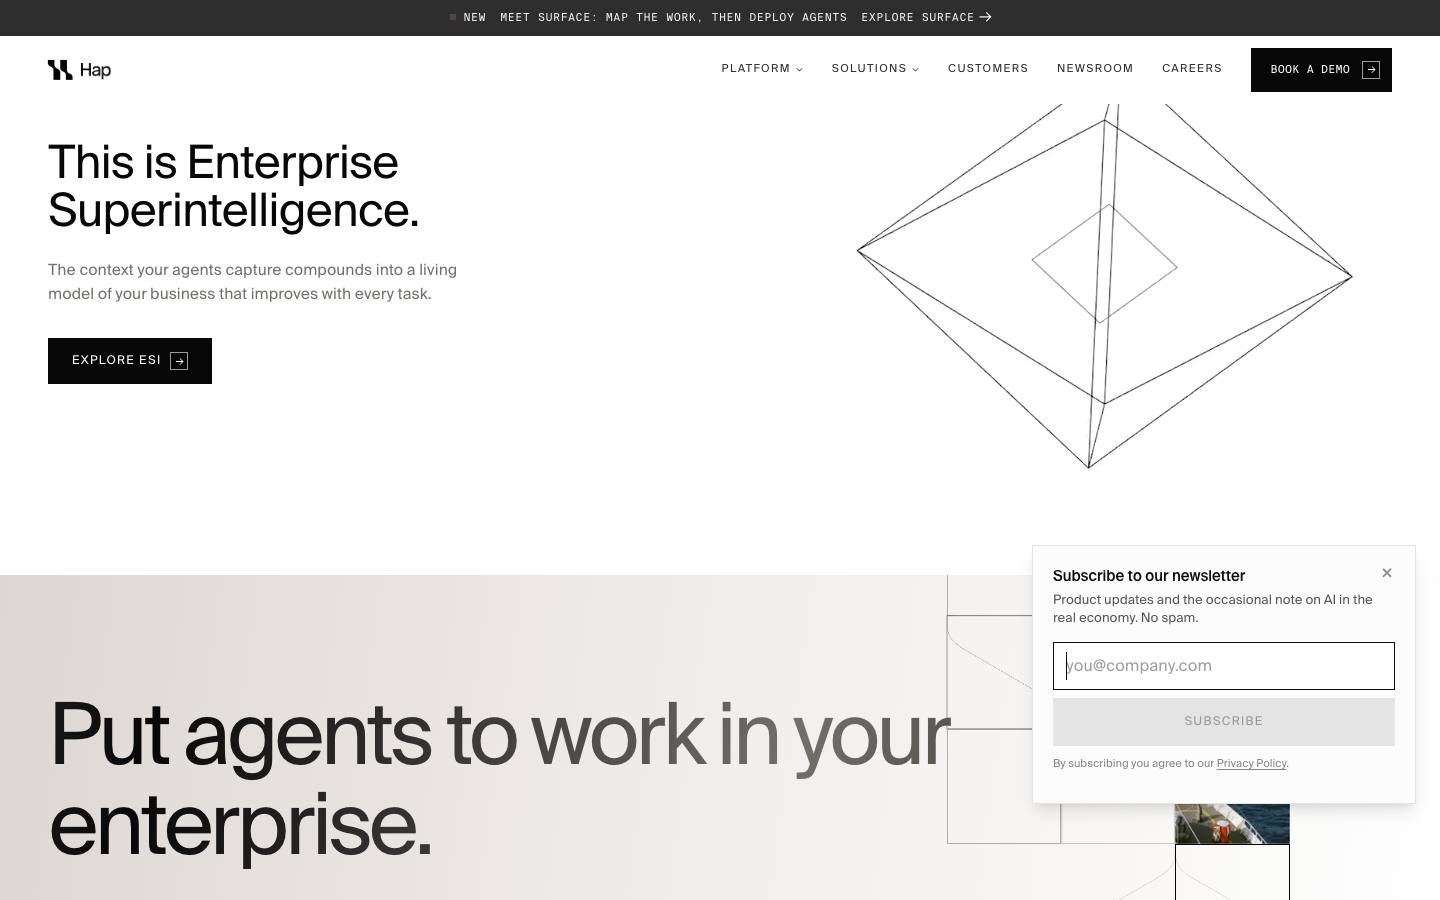 NEW MEET SURFACE: MAP THE WORK, THEN DEPLOY AGENTS EXPLORE SURFACE
Hap
PLATFORM SOLUTIONS CUSTOMERS NEWSROOM CAREERS BOOK A DEMO
This is Enterprise
Superintelligence.
The context your agents capture compounds into a living
model of your business that improves with every task.
EXPLORE ESI
Subscribe to our newsletter
Product updates and the occasional note on AI in the
real economy. No spam.
you@company.com
SUBSCRIBE
By subscribing you agree to our Privacy Policy.
Put agents to work in your
enterprise.